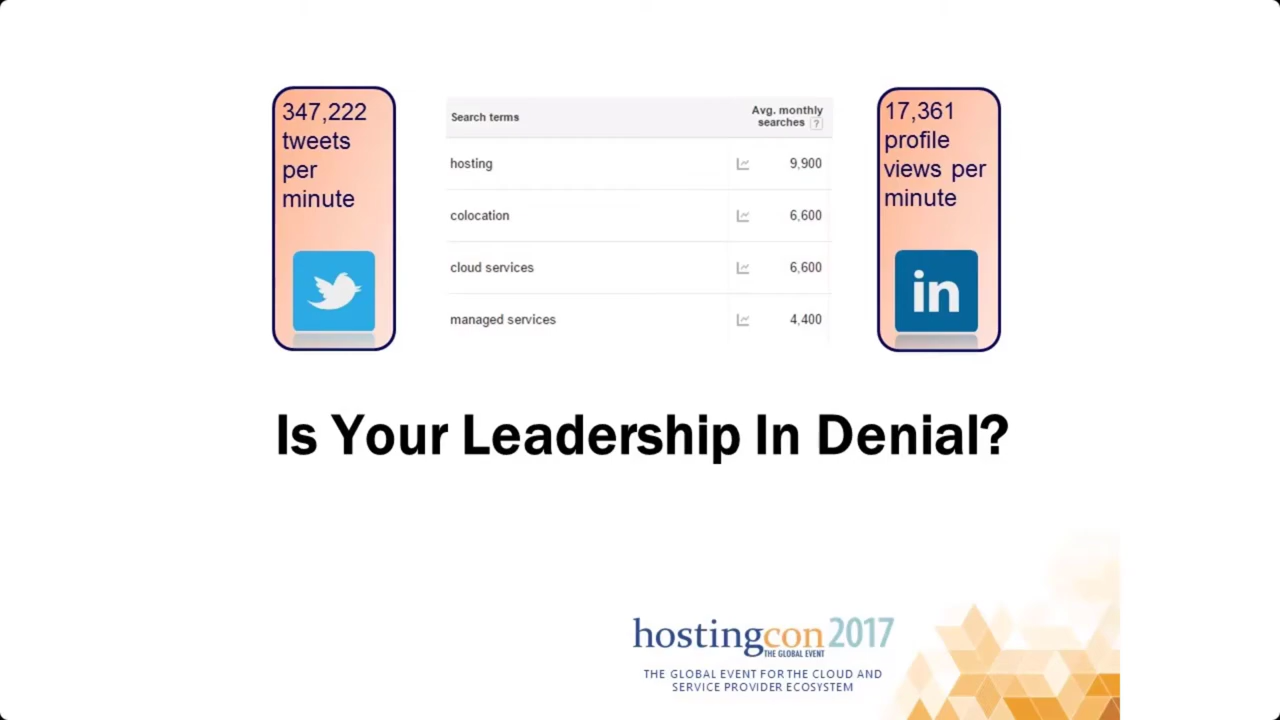 347,222
tweets
per
minute
Search terms
Avg. monthly
searches ?
hosting 9,900
colocation 6,600
cloud services 6,600
managed services 4,400
17,361
profile
views per
minute
in
Is Your Leadership In Denial?
hostingcon 2017
THE GLOBAL EVENT
THE GLOBAL EVENT FOR THE CLOUD AND
SERVICE PROVIDER ECOSYSTEM